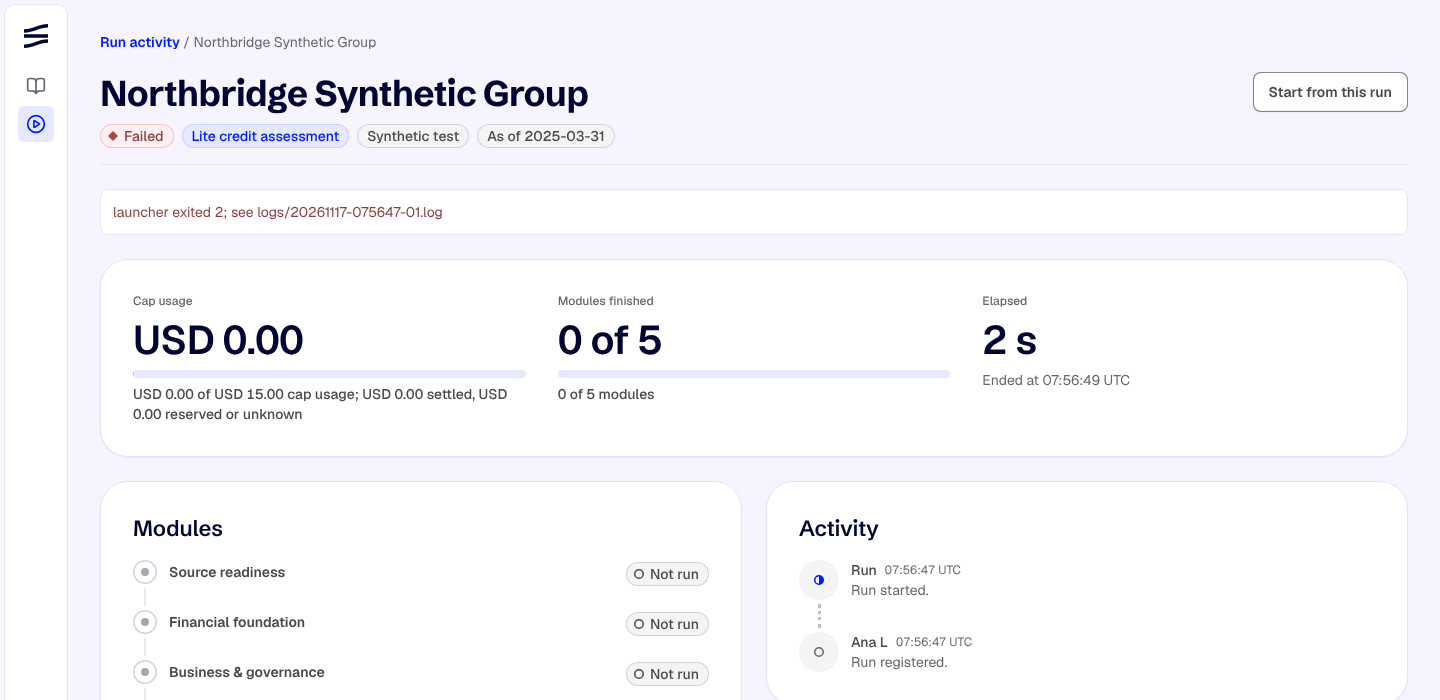 Run activity / Northbridge Synthetic Group
Northbridge Synthetic Group
Start from this run
Failed
Lite credit assessment
Synthetic test
As of 2025-03-31
launcher exited 2; see logs/20261117-075647-01.log
Cap usage
USD 0.00
USD 0.00 of USD 15.00 cap usage; USD 0.00 settled, USD
0.00 reserved or unknown
Modules finished
0 of 5
0 of 5 modules
Elapsed
2 s
Ended at 07:56:49 UTC
Modules
Source readiness
Not run
Financial foundation
Not run
Business & governance
Not run
Activity
Run 07:56:47 UTC
Run started.
Ana L 07:56:47 UTC
Run registered.